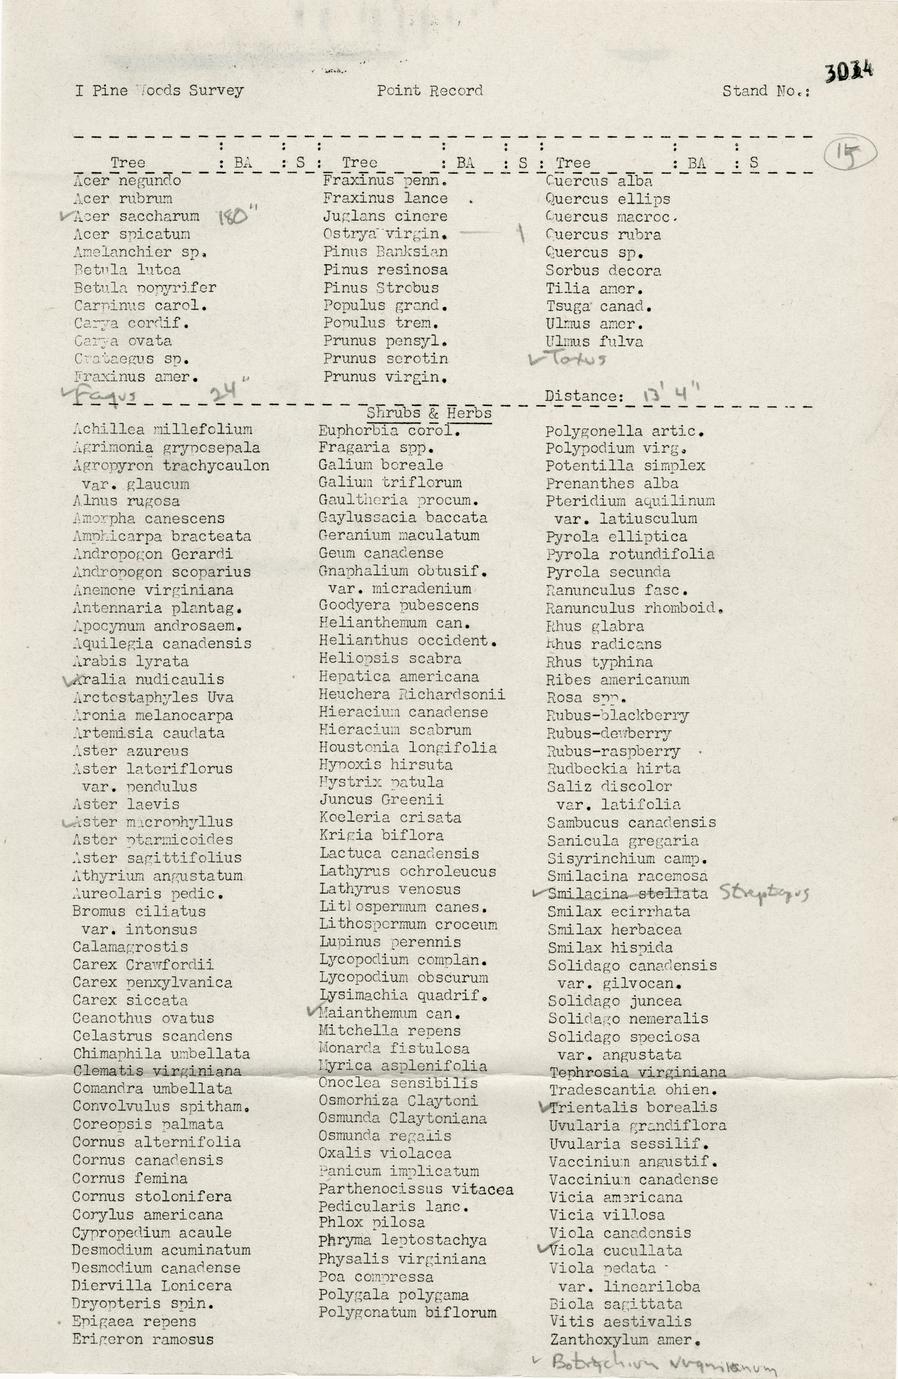 3034
I Pine Woods Survey Point Record Stand No.:
15
Tree : BA : S : Tree : BA : S : Tree : BA : S
Acer negundo Fraxinus penn. Quercus alba
Acer rubrum Fraxinus lance Quercus ellips
✓ Acer saccharum 180" Juglans cinere Quercus macroc.
Acer spicatum Ostrya virgin. — 1 Quercus rubra
Amelanchier sp. Pinus Banksian Quercus sp.
Betula lutea Pinus resinosa Sorbus decora
Betula popyrifer Pinus Strobus Tilia amer.
Carpinus carol. Populus grand. Tsuga canad.
Carya cordif. Populus trem. Ulmus amer.
Carya ovata Prunus pensyl. Ulmus fulva
Crataegus sp. Prunus serotin ✓ Taxus
Fraxinus amer. Prunus virgin.
✓ Fagus 24" Distance: 13' 4"
Shrubs & Herbs
Achillea millefolium Euphorbia corol. Polygonella artic.
Agrimonia gryposepala Fragaria spp. Polypodium virg.
Agropyron trachycaulon Galium boreale Potentilla simplex
var. glaucum Galium triflorum Prenanthes alba
Alnus rugosa Gaultheria procum. Pteridium aquilinum
Amorpha canescens Gaylussacia baccata var. latiusculum
Amphicarpa bracteata Geranium maculatum Pyrola elliptica
Andropogon Gerardi Geum canadense Pyrola rotundifolia
Andropogon scoparius Gnaphalium obtusif. Pyrola secunda
Anemone virginiana var. micradenium Ranunculus fasc.
Antennaria plantag. Goodyera pubescens Ranunculus rhomboid.
Apocynum androsaem. Helianthemum can. Rhus glabra
Aquilegia canadensis Helianthus occident. Rhus radicans
Arabis lyrata Heliopsis scabra Rhus typhina
✓ Aralia nudicaulis Hepatica americana Ribes americanum
Arctostaphyles Uva Heuchera Richardsonii Rosa spp.
Aronia melanocarpa Hieracium canadense Rubus-blackberry
Artemisia caudata Hieracium scabrum Rubus-dewberry
Aster azureus Houstonia longifolia Rubus-raspberry
Aster lateriflorus Hypoxis hirsuta Rudbeckia hirta
var. pendulus Hystrix patula Saliz discolor
Aster laevis Juncus Greenii var. latifolia
✓ Aster macrophyllus Koeleria crisata Sambucus canadensis
Aster ptarmicoides Krigia biflora Sanicula gregaria
Aster sagittifolius Lactuca canadensis Sisyrinchium camp.
Athyrium angustatum Lathyrus ochroleucus Smilacina racemosa
Aureolaris pedic. Lathyrus venosus ✓ Smilacina stellata Streptopus
Bromus ciliatus Lithospermum canes. Smilax ecirrhata
var. intonsus Lithospermum croceum Smilax herbacea
Calamagrostis Lupinus perennis Smilax hispida
Carex Crawfordii Lycopodium complan. Solidago canadensis
Carex penxylvanica Lycopodium obscurum var. gilvocan.
Carex siccata Lysimachia quadrif. Solidago juncea
Ceanothus ovatus ✓ Maianthemum can. Solidago nemeralis
Celastrus scandens Mitchella repens Solidago speciosa
Chimaphila umbellata Monarda fistulosa var. angustata
Clematis virginiana Myrica asplenifolia Tephrosia virginiana
Comandra umbellata Onoclea sensibilis Tradescantia ohien.
Convolvulus spitham. Osmorhiza Claytoni ✓ Trientalis borealis
Coreopsis palmata Osmunda Claytoniana Uvularia grandiflora
Cornus alternifolia Osmunda regalis Uvularia sessilif.
Cornus canadensis Oxalis violacea Vaccinium angustif.
Cornus femina Panicum implicatum Vaccinium canadense
Cornus stolonifera Parthenocissus vitacea Vicia americana
Corylus americana Pedicularis lanc. Vicia villosa
Cypropedium acaule Phlox pilosa Viola canadensis
Desmodium acuminatum Phryma leptostachya ✓ Viola cucullata
Desmodium canadense Physalis virginiana Viola pedata
Diervilla Lonicera Poa compressa var. lineariloba
Dryopteris spin. Polygala polygama Biola sagittata
Epigaea repens Polygonatum biflorum Vitis aestivalis
Erigeron ramosus Zanthoxylum amer.
✓ Botrychium virginianum